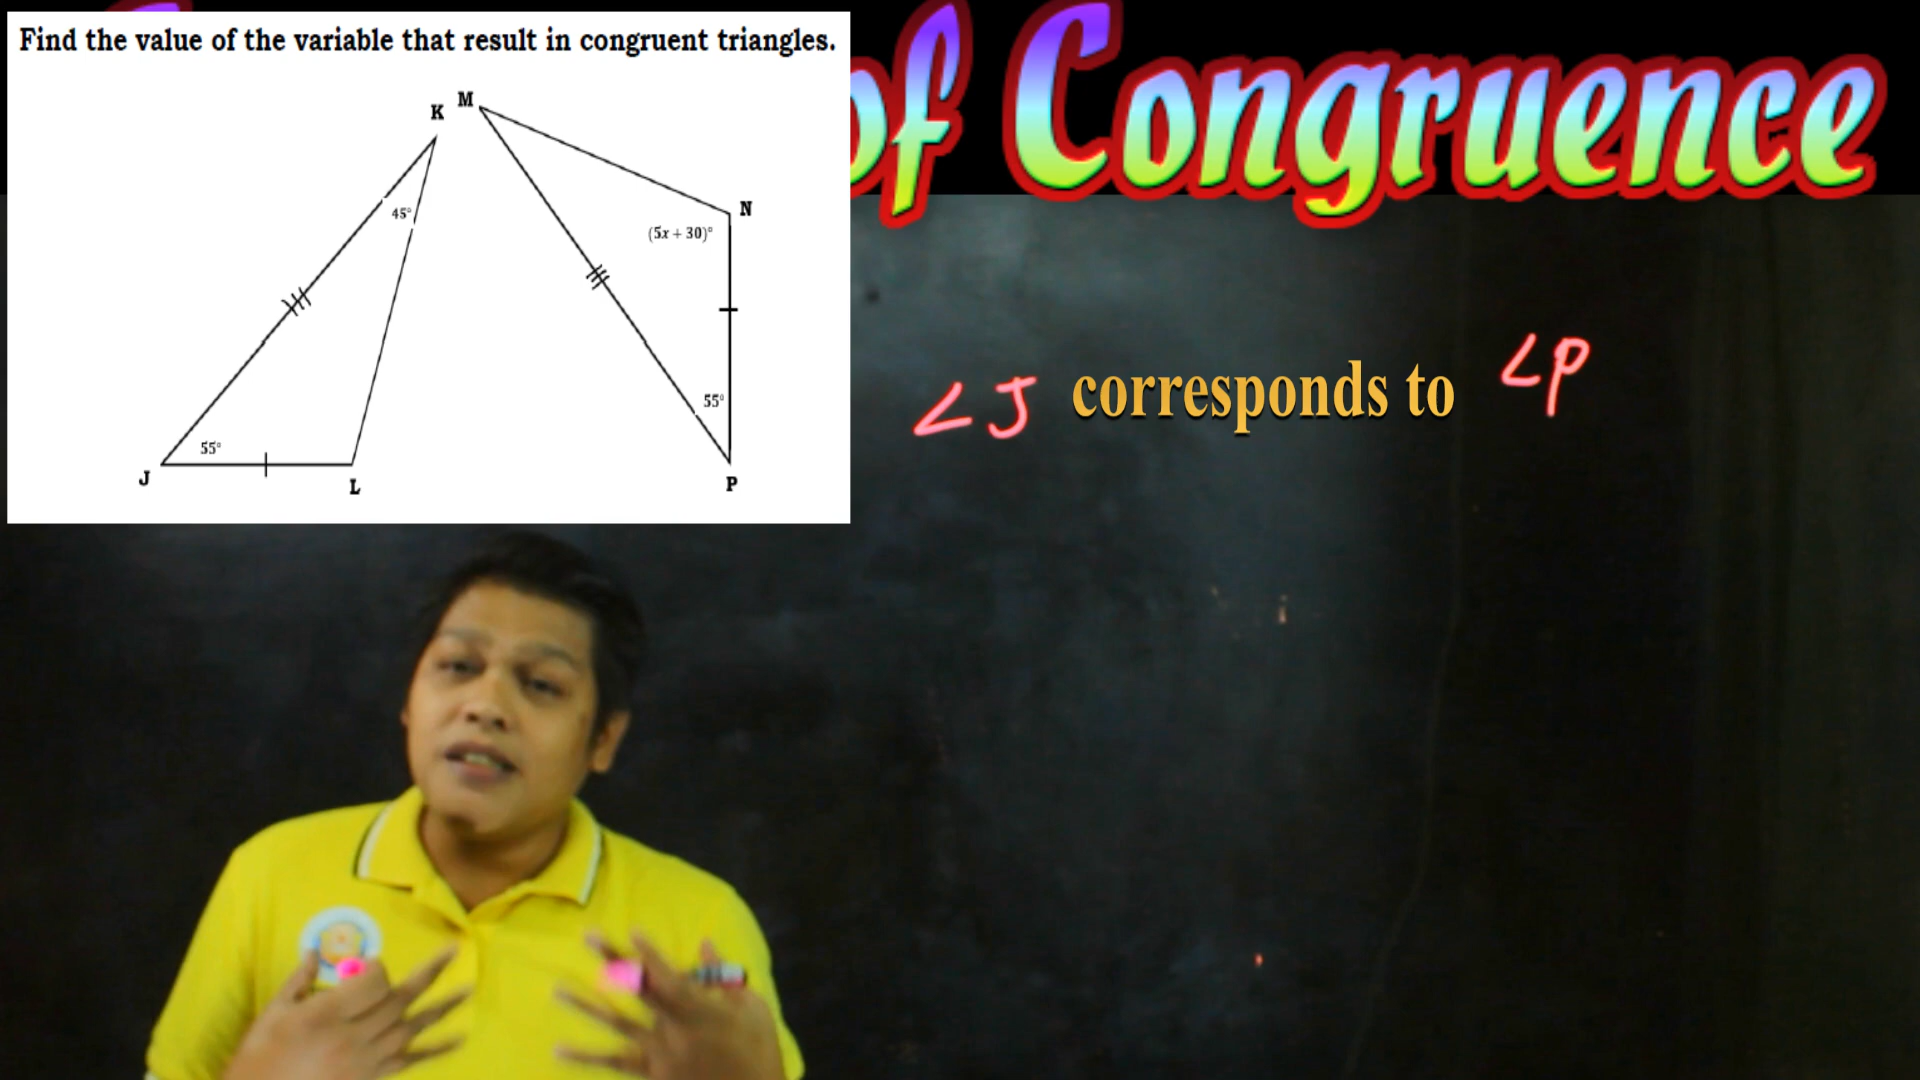 of Congruence
Find the value of the variable that result in congruent triangles.
K M
N
45°
(5x + 30)°
55°
55°
J L P
∠J corresponds to ∠P